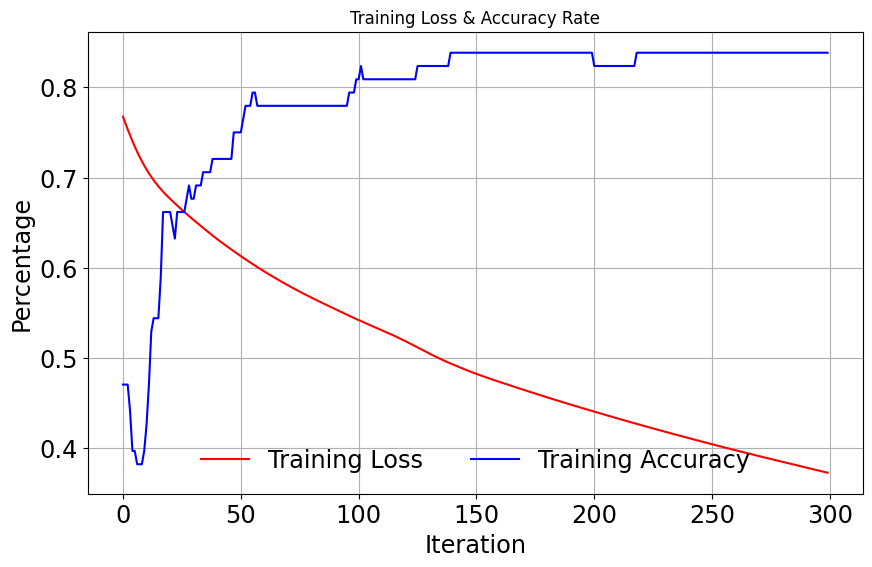 Training Loss & Accuracy Rate
0.8
0.7
0.6
0.5
0.4
Percentage
Training Loss Training Accuracy
0 50 100 150 200 250 300
Iteration